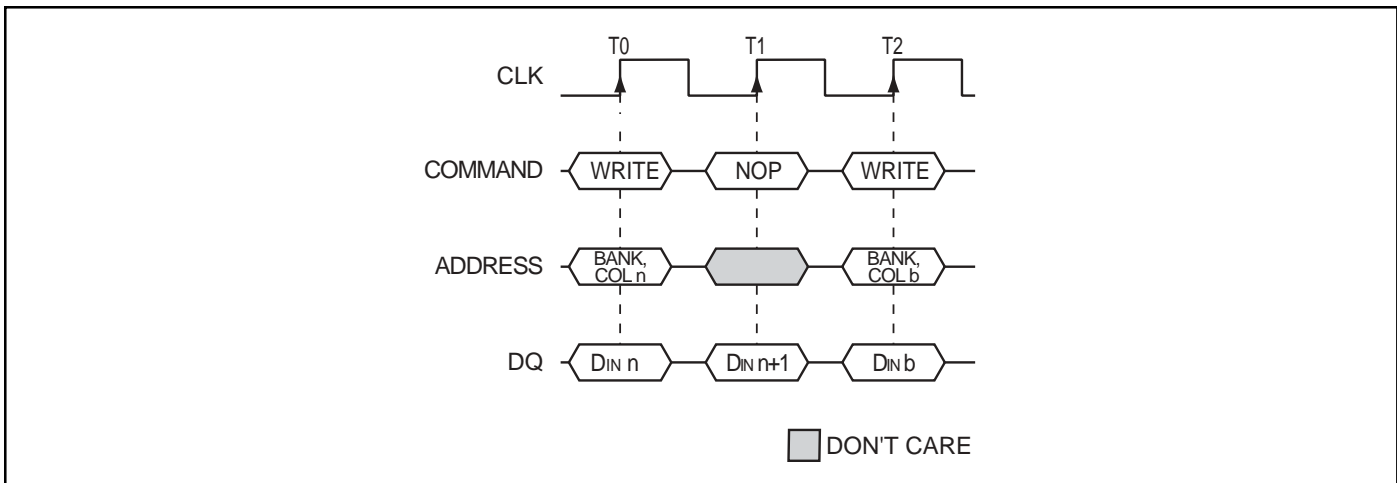 T0 T1 T2
CLK
COMMAND WRITE NOP WRITE
ADDRESS BANK, COL n BANK, COL b
DQ DIN n DIN n+1 DIN b
DON'T CARE